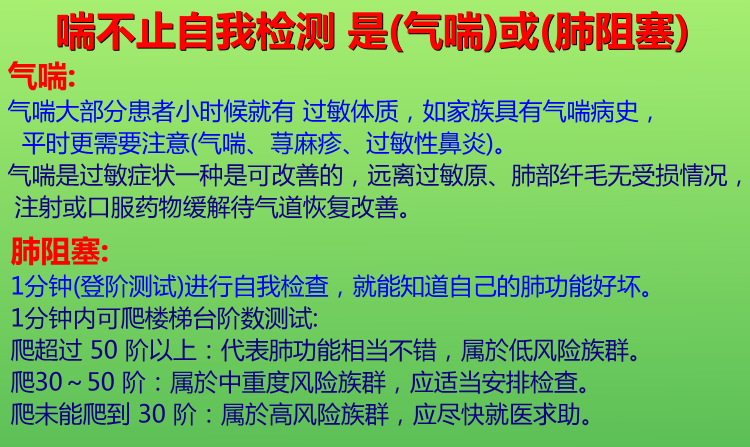 喘不止自我检测 是(气喘)或(肺阻塞)
气喘:
气喘大部分患者小时候就有 过敏体质，如家族具有气喘病史，
平时更需要注意(气喘、荨麻疹、过敏性鼻炎)。
气喘是过敏症状一种是可改善的，远离过敏原、肺部纤毛无受损情况，
注射或口服药物缓解待气道恢复改善。
肺阻塞:
1分钟(登阶测试)进行自我检查，就能知道自己的肺功能好坏。
1分钟内可爬楼梯台阶数测试:
爬超过 50 阶以上：代表肺功能相当不错，属於低风险族群。
爬30～50 阶：属於中重度风险族群，应适当安排检查。
爬未能爬到 30 阶：属於高风险族群，应尽快就医求助。